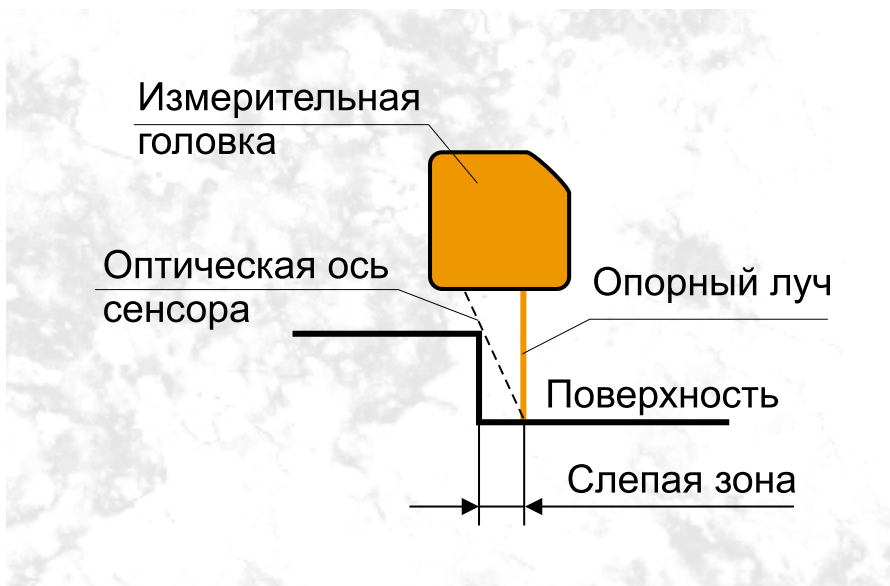 Измерительная
головка
Оптическая ось
сенсора
Опорный луч
Поверхность
Слепая зона